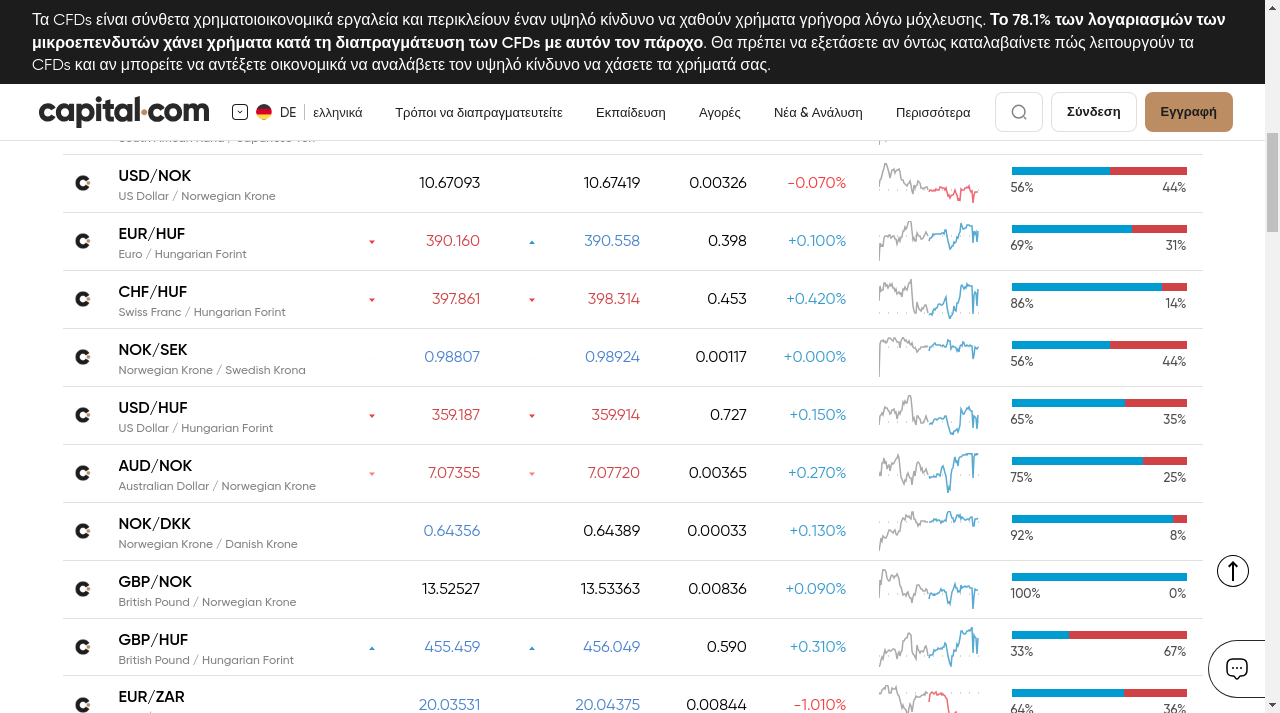 Τα CFDs είναι σύνθετα χρηματοοικονομικά εργαλεία και περικλείουν έναν υψηλό κίνδυνο να χαθούν χρήματα γρήγορα λόγω μόχλευσης. Το 78.1% των λογαριασμών των
μικροεπενδυτών χάνει χρήματα κατά τη διαπραγμάτευση των CFDs με αυτόν τον πάροχο. Θα πρέπει να εξετάσετε αν όντως καταλαβαίνετε πώς λειτουργούν τα
CFDs και αν μπορείτε να αντέξετε οικονομικά να αναλάβετε τον υψηλό κίνδυνο να χάσετε τα χρήματά σας.
capital.com DE ελληνικά Τρόποι να διαπραγματευτείτε Εκπαίδευση Αγορές Νέα & Ανάλυση Περισσότερα Σύνδεση Εγγραφή
USD/NOK 10.67093 10.67419 0.00326 -0.070%
US Dollar / Norwegian Krone 56% 44%
EUR/HUF 390.160 390.558 0.398 +0.100%
Euro / Hungarian Forint 69% 31%
CHF/HUF 397.861 398.314 0.453 +0.420%
Swiss Franc / Hungarian Forint 86% 14%
NOK/SEK 0.98807 0.98924 0.00117 +0.000%
Norwegian Krone / Swedish Krona 56% 44%
USD/HUF 359.187 359.914 0.727 +0.150%
US Dollar / Hungarian Forint 65% 35%
AUD/NOK 7.07355 7.07720 0.00365 +0.270%
Australian Dollar / Norwegian Krone 75% 25%
NOK/DKK 0.64356 0.64389 0.00033 +0.130%
Norwegian Krone / Danish Krone 92% 8%
GBP/NOK 13.52527 13.53363 0.00836 +0.090%
British Pound / Norwegian Krone 100% 0%
GBP/HUF 455.459 456.049 0.590 +0.310%
British Pound / Hungarian Forint 33% 67%
EUR/ZAR 20.03531 20.04375 0.00844 -1.010%
64% 36%